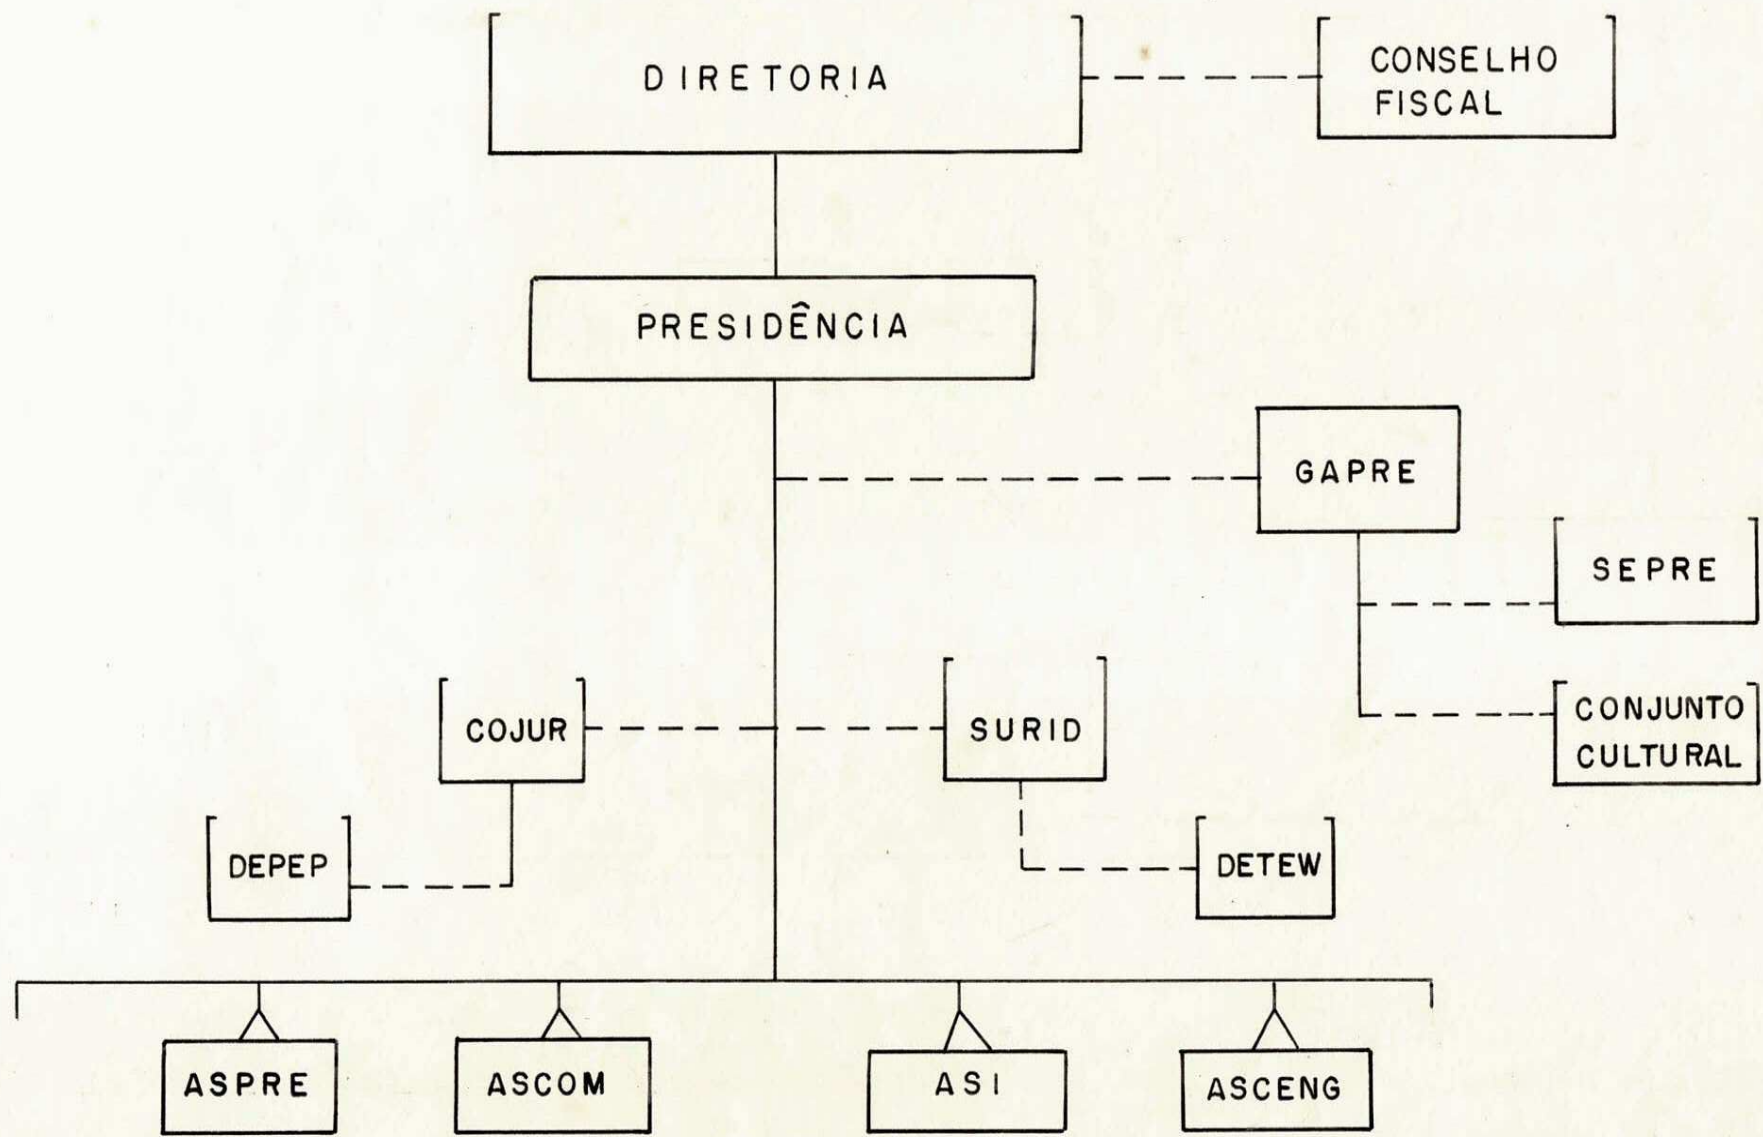 DIRETORIA
CONSELHO
FISCAL
PRESIDÊNCIA
GAPRE
SEPRE
COJUR
SURID
CONJUNTO
CULTURAL
DEPEP
DETEW
ASPRE
ASCOM
ASI
ASCENG